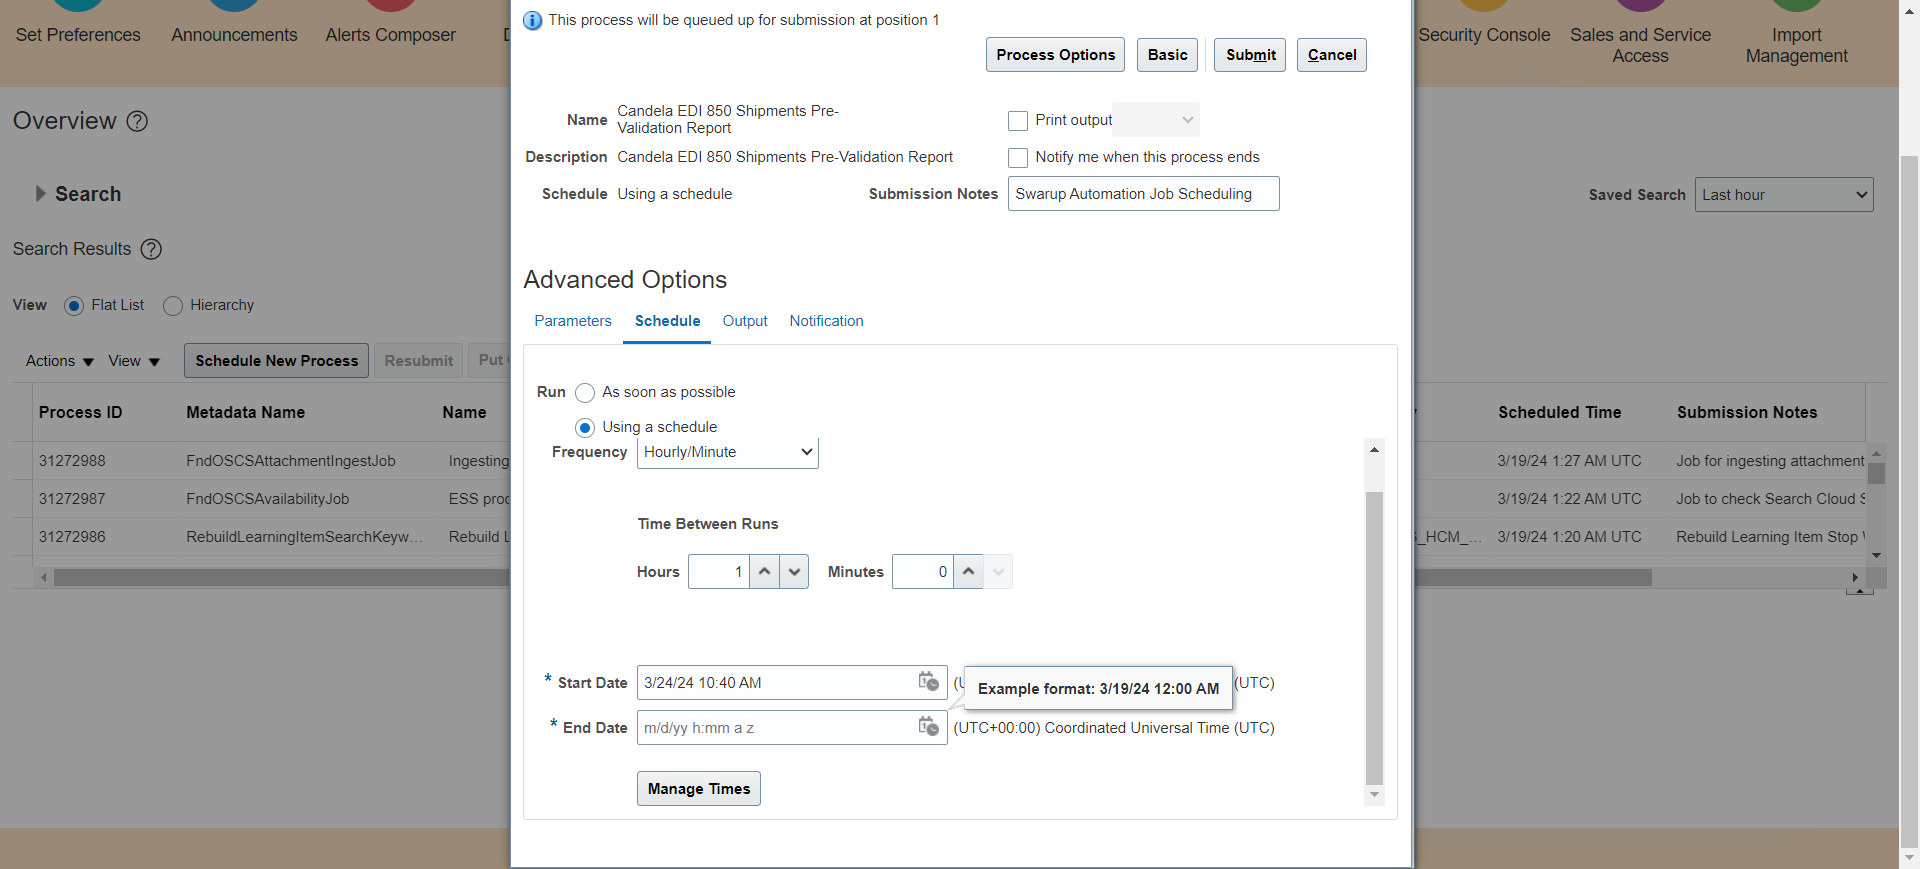 Set Preferences
Announcements
Alerts Composer
Security Console
Sales and Service
Access
Import
Management
This process will be queued up for submission at position 1
Process Options
Basic
Submit
Cancel
Overview
Name
Candela EDI 850 Shipments Pre-
Validation Report
Print output
Description
Candela EDI 850 Shipments Pre-Validation Report
Notify me when this process ends
Schedule
Using a schedule
Submission Notes
Swarup Automation Job Scheduling
Search
Saved Search
Last hour
Search Results
View
Flat List
Hierarchy
Advanced Options
Parameters
Schedule
Output
Notification
Actions
View
Schedule New Process
Resubmit
Put
Run
As soon as possible
Using a schedule
Frequency
Hourly/Minute
Process ID
Metadata Name
Name
Scheduled Time
Submission Notes
31272988
FndOSCSAttachmentIngestJob
Ingesting
3/19/24 1:27 AM UTC
Job for ingesting attachment
31272987
FndOSCSAvailabilityJob
ESS
3/19/24 1:22 AM UTC
Job to check Search Cloud
31272986
RebuildLearningItemSearchKeyw...
Rebuild
_HCM_...
3/19/24 1:20 AM UTC
Rebuild Learning Item Stop
Time Between Runs
Hours
1
Minutes
0
* Start Date
3/24/24 10:40 AM
Example format: 3/19/24 12:00 AM
(UTC)
* End Date
m/d/yy h:mm a z
(UTC+00:00) Coordinated Universal Time (UTC)
Manage Times